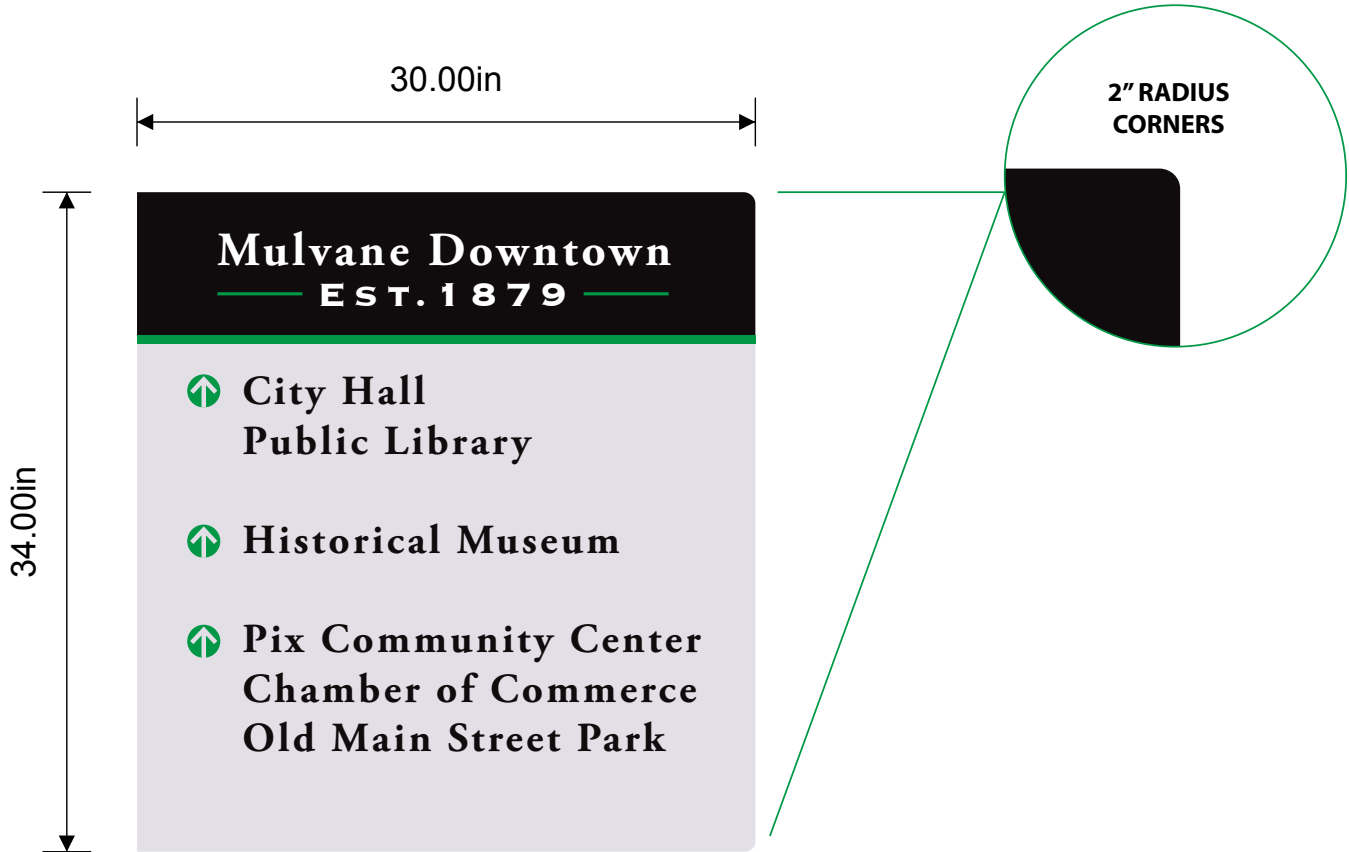 30.00in
2” RADIUS
CORNERS
Mulvane Downtown
EST. 1879
34.00in
City Hall
Public Library
Historical Museum
Pix Community Center
Chamber of Commerce
Old Main Street Park